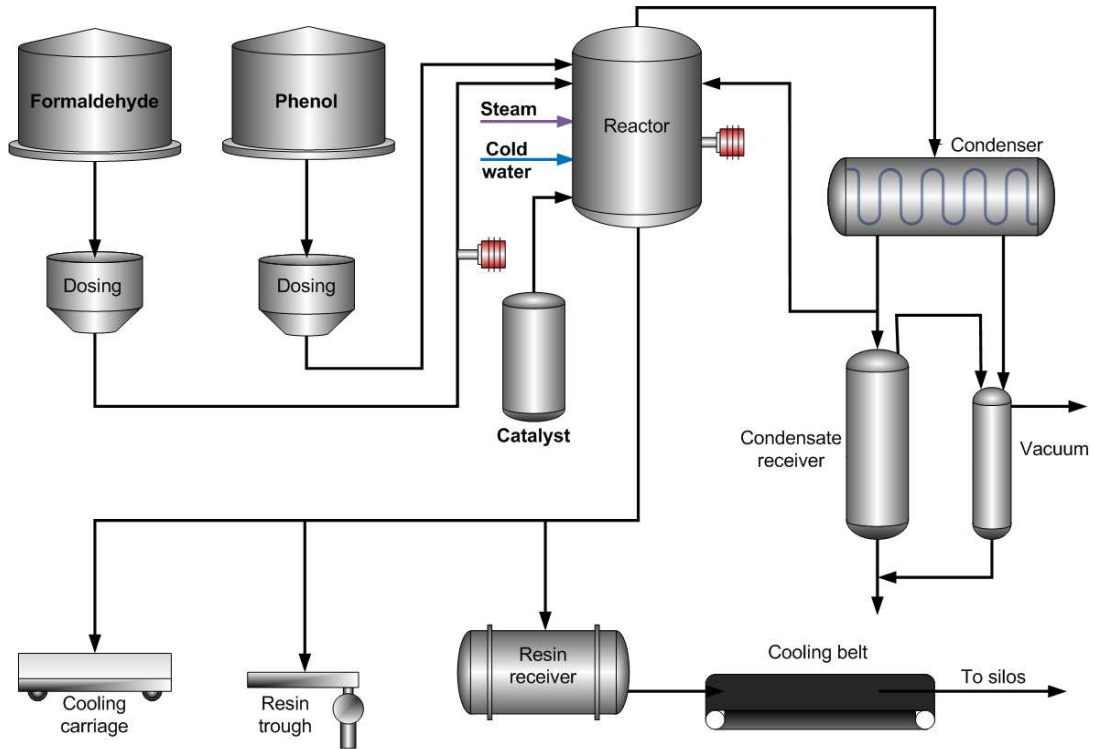 Formaldehyde
Phenol
Steam
Cold
water
Reactor
Condenser
Dosing
Dosing
Catalyst
Condensate
receiver
Vacuum
Cooling
carriage
Resin
trough
Resin
receiver
Cooling belt
To silos